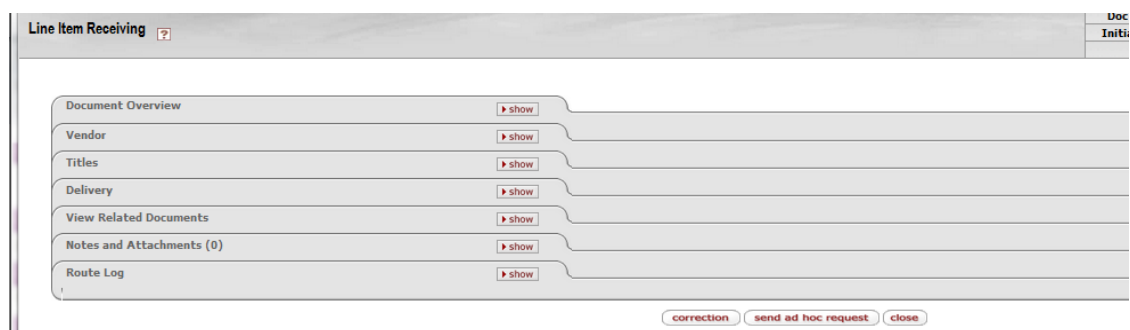 Line Item Receiving ?
Doc
Initia
Document Overview show
Vendor show
Titles show
Delivery show
View Related Documents show
Notes and Attachments (0) show
Route Log show
correction send ad hoc request close